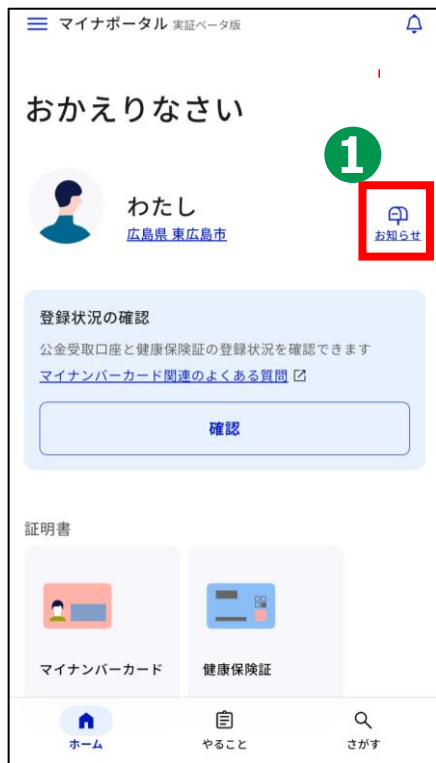 マイナポータル 実証ベータ版
おかえりなさい
1
わたし
広島県 東広島市
お知らせ
登録状況の確認
公金受取口座と健康保険証の登録状況を確認できます
マイナンバーカード関連のよくある質問
確認
証明書
マイナンバーカード
健康保険証
ホーム
やること
さがす